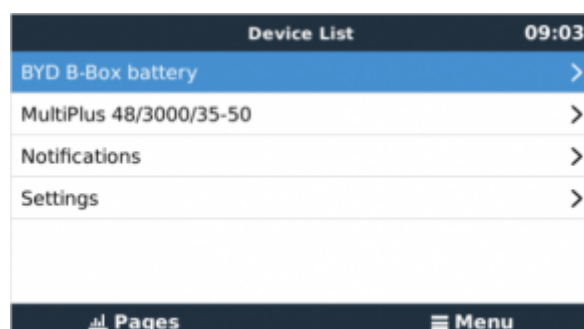 Device List 09:03
BYD B-Box battery
MultiPlus 48/3000/35-50
Notifications
Settings
Pages Menu